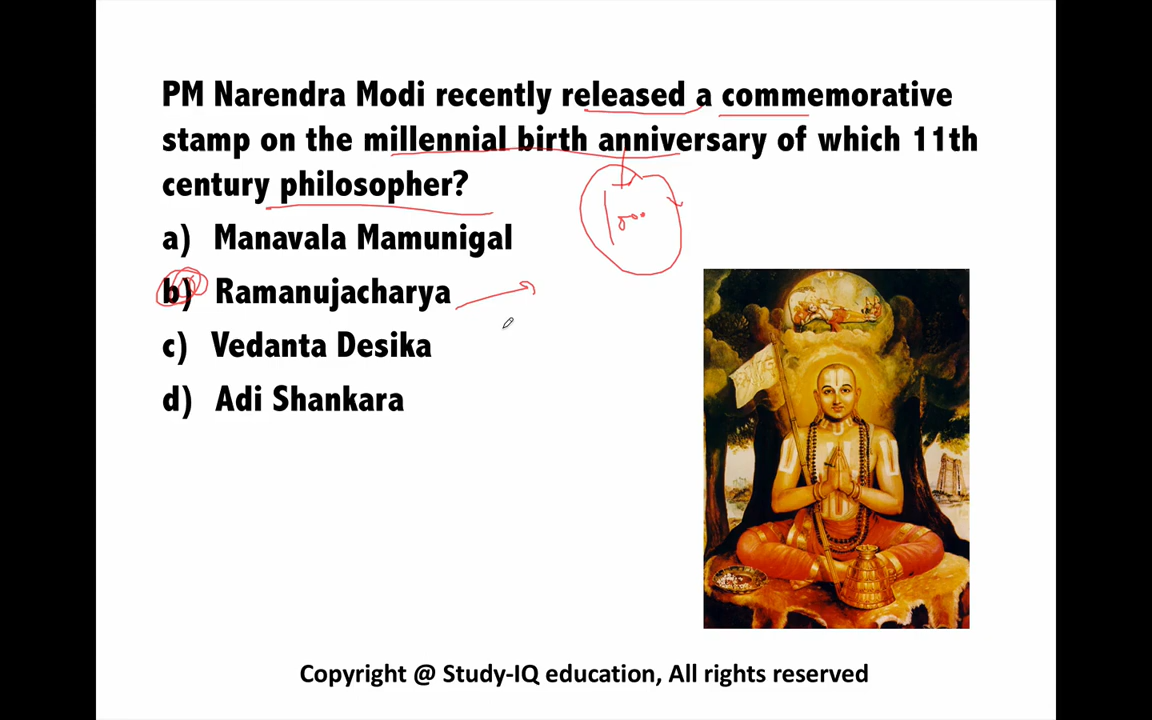 PM Narendra Modi recently released a commemorative
stamp on the millennial birth anniversary of which 11th
century philosopher?
1000
a) Manavala Mamunigal
b) Ramanujacharya
c) Vedanta Desika
d) Adi Shankara
Copyright @ Study-IQ education, All rights reserved